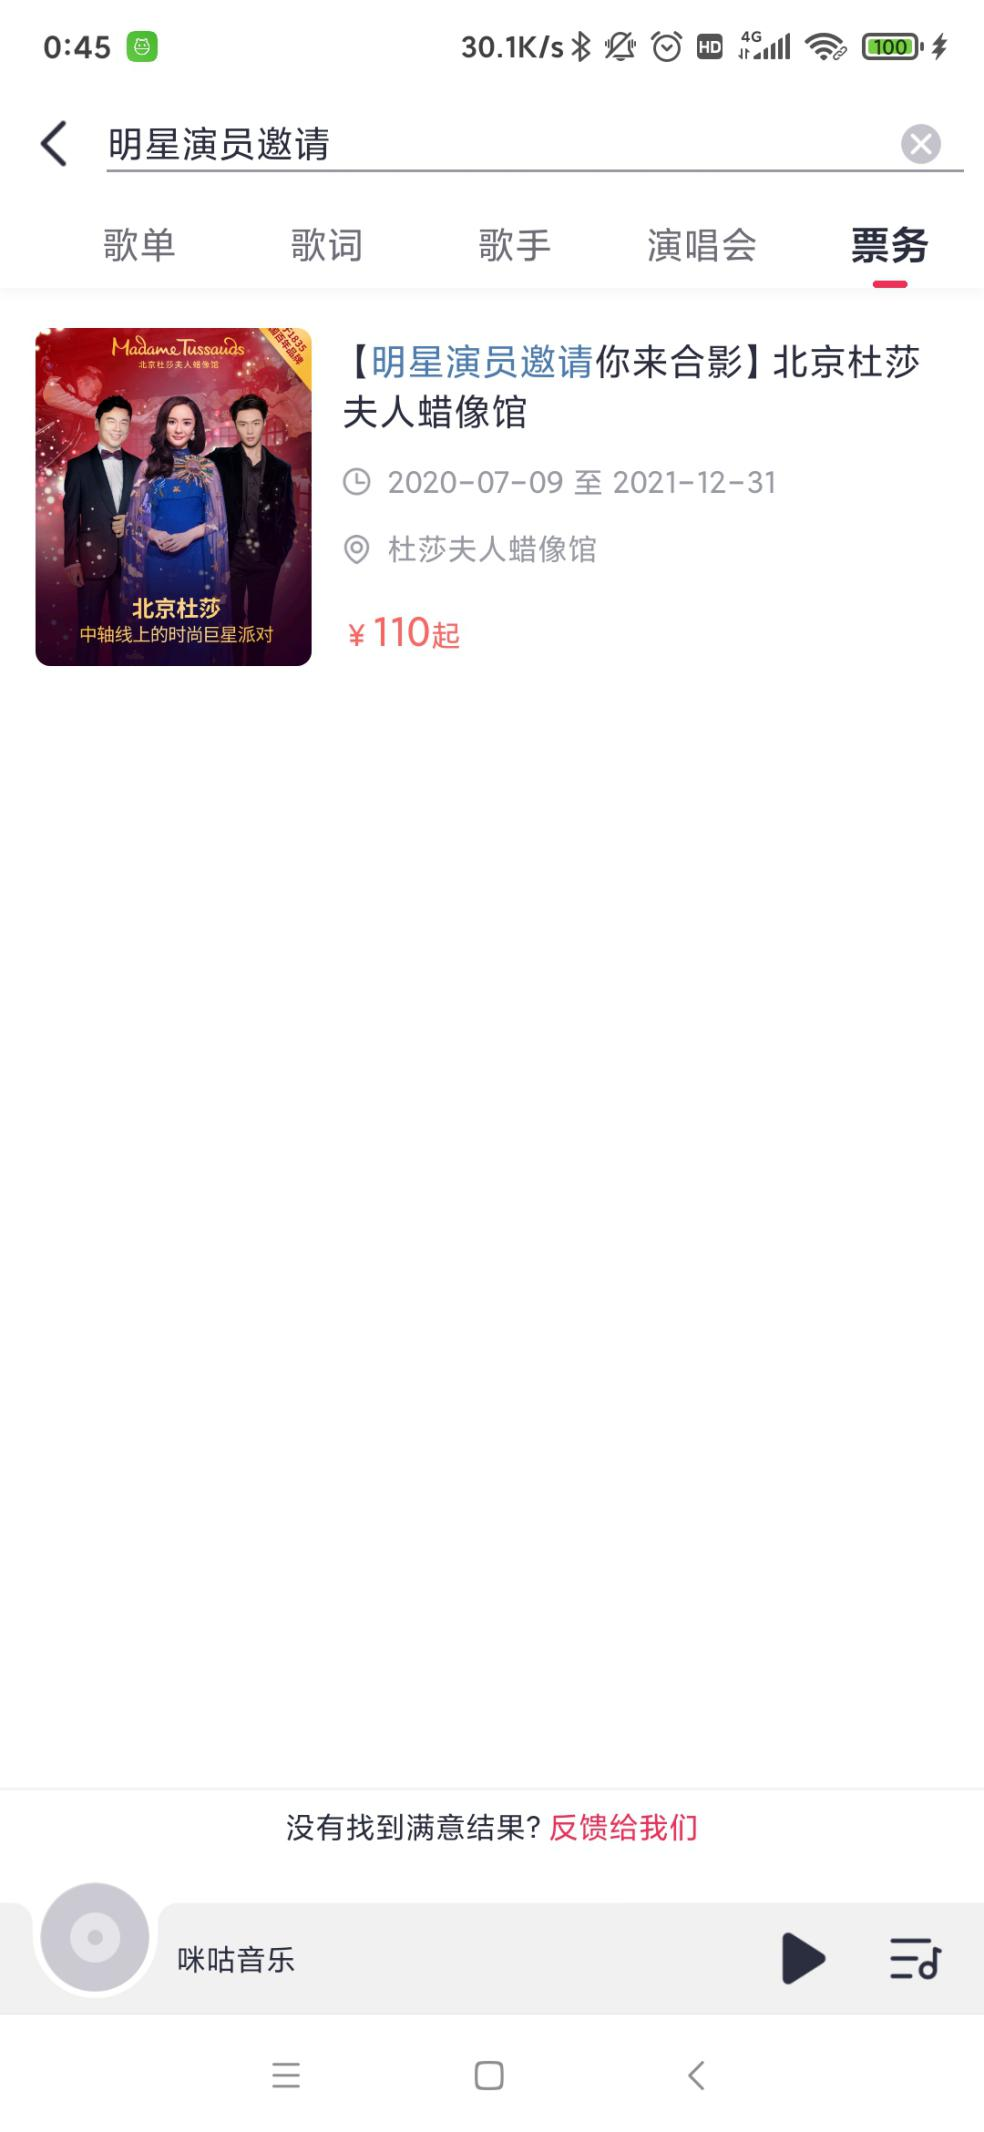 0:45
30.1K/s
HD
4G
100
明星演员邀请
歌单
歌词
歌手
演唱会
票务
Madame Tussauds
北京杜莎夫人蜡像馆
北京杜莎
中轴线上的时尚巨星派对
【明星演员邀请你来合影】北京杜莎
夫人蜡像馆
2020-07-09 至 2021-12-31
杜莎夫人蜡像馆
¥110起
没有找到满意结果？反馈给我们
咪咕音乐